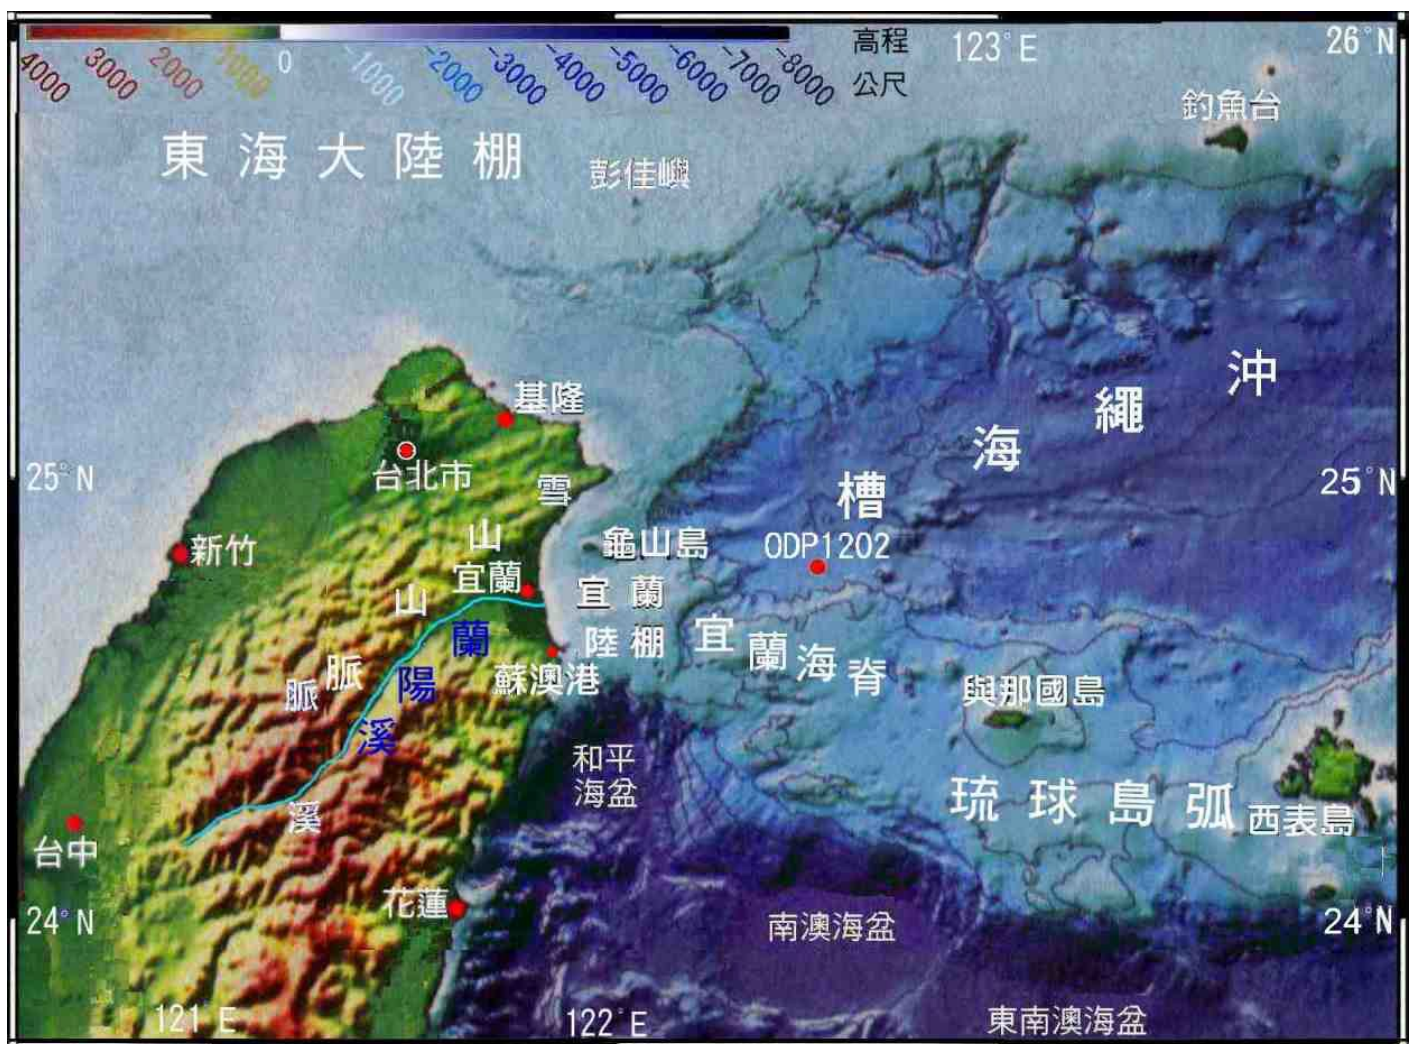 4000 3000 2000 1000 0 -1000 -2000 -3000 -4000 -5000 -6000 -7000 -8000
高程
公尺
123°E
26°N
釣魚台
東海大陸棚
彭佳嶼
沖繩海槽
基隆
台北市
25°N
25°N
雪山山脈
新竹
龜山島
ODP1202
宜蘭
宜蘭
陸棚
宜蘭海脊
蘭陽溪
脈
蘇澳港
與那國島
和平
海盆
琉球島弧
西表島
溪
台中
花蓮
24°N
24°N
南澳海盆
121°E
122°E
東南澳海盆